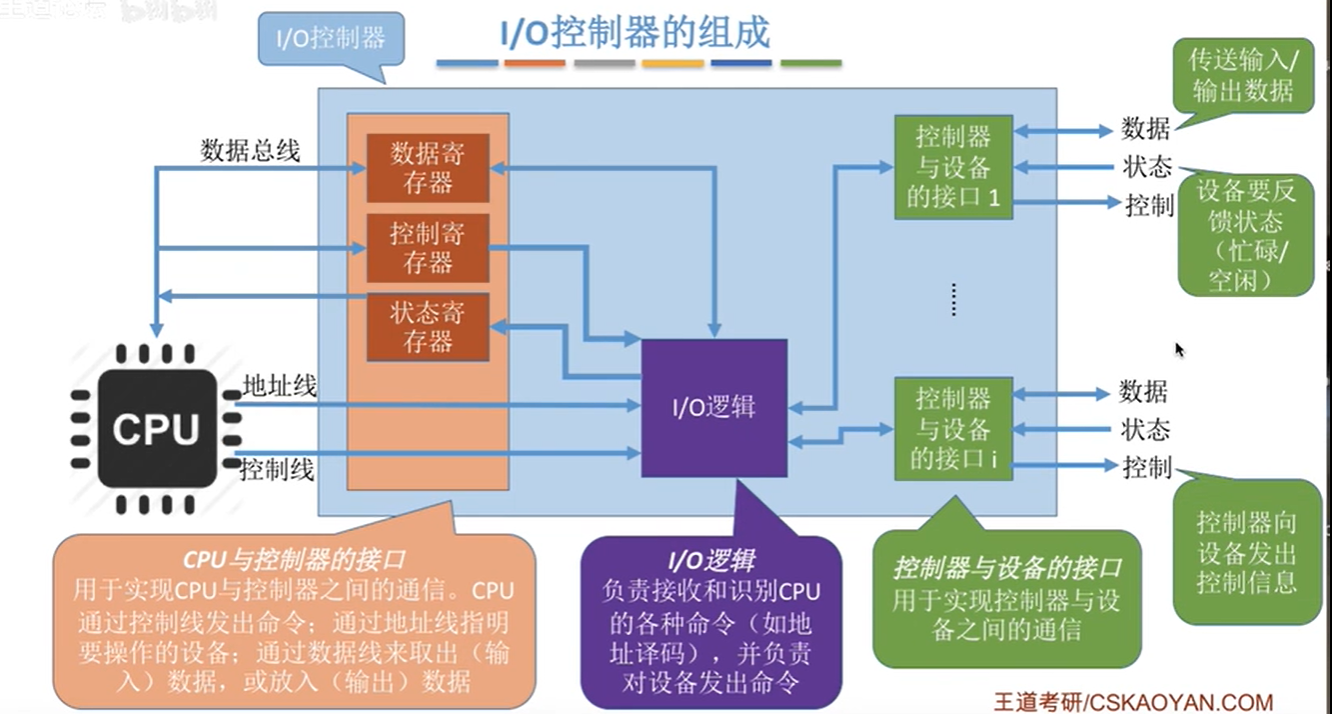 I/O控制器
I/O控制器的组成
传送输入/
输出数据
数据总线
数据寄
存器
控制器
与设备
的接口 1
数据
状态
控制
设备要反
馈状态
（忙碌/
空闲）
控制寄
存器
状态寄
存器
CPU
地址线
控制线
I/O逻辑
控制器
与设备
的接口 i
数据
状态
控制
CPU与控制器的接口
用于实现CPU与控制器之间的通信。CPU
通过控制线发出命令；通过地址线指明
要操作的设备；通过数据线来取出（输
入）数据，或放入（输出）数据
I/O逻辑
负责接收和识别CPU
的各种命令（如地
址译码），并负责
对设备发出命令
控制器与设备的接口
用于实现控制器与设
备之间的通信
控制器向
设备发出
控制信息
王道考研/CSKAOYAN.COM